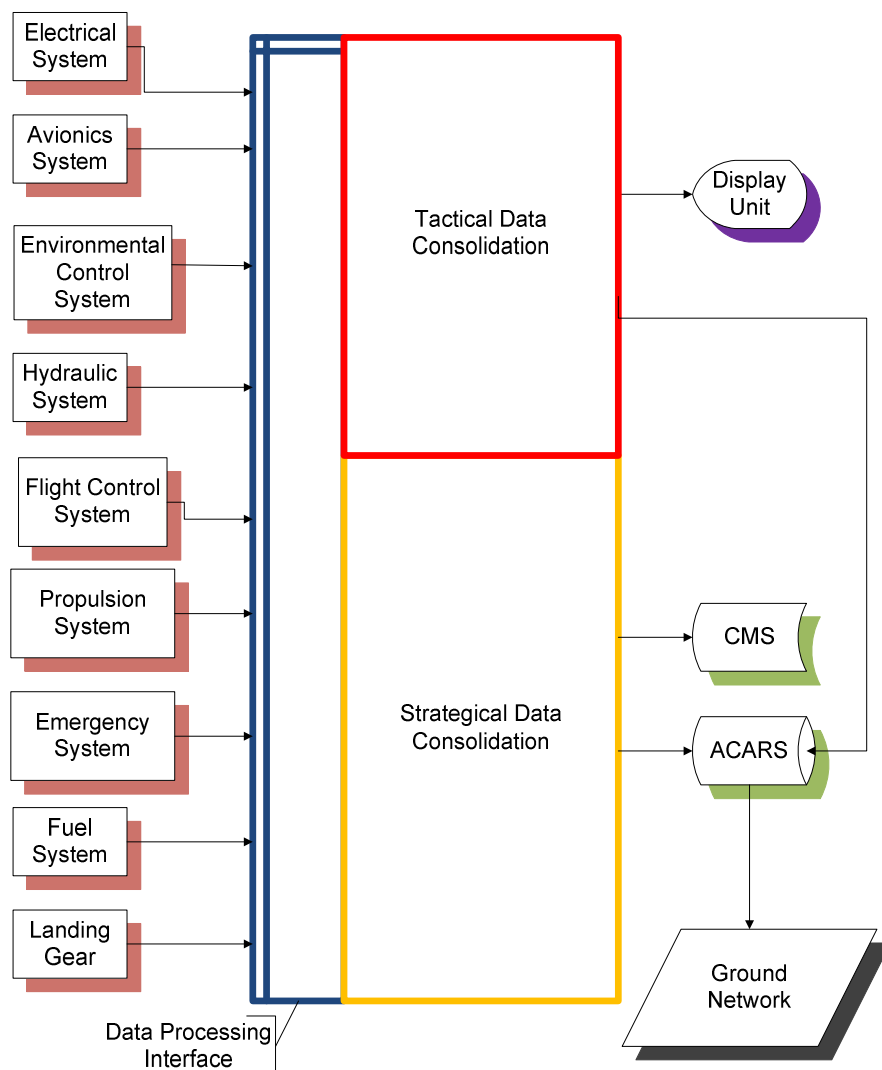 Electrical
System
Avionics
System
Environmental
Control
System
Hydraulic
System
Flight Control
System
Propulsion
System
Emergency
System
Fuel
System
Landing
Gear
Data Processing
Interface
Tactical Data
Consolidation
Strategical Data
Consolidation
Display
Unit
CMS
ACARS
Ground
Network